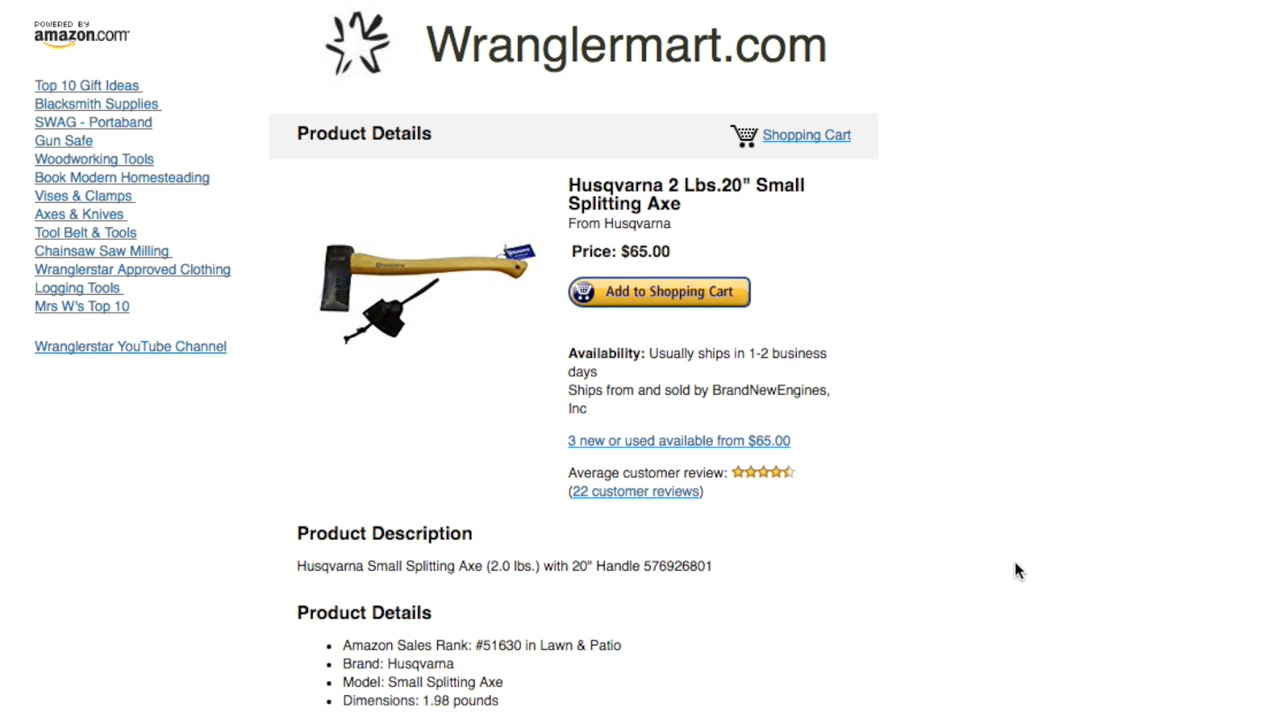 POWERED BY
amazon.com
Wranglermart.com
Top 10 Gift Ideas
Blacksmith Supplies
SWAG - Portaband
Gun Safe
Woodworking Tools
Book Modern Homesteading
Vises & Clamps
Axes & Knives
Tool Belt & Tools
Chainsaw Saw Milling
Wranglerstar Approved Clothing
Logging Tools
Mrs W's Top 10
Wranglerstar YouTube Channel
Product Details
Shopping Cart
Husqvarna 2 Lbs.20" Small
Splitting Axe
From Husqvarna
Price: $65.00
Add to Shopping Cart
Availability: Usually ships in 1-2 business
days
Ships from and sold by BrandNewEngines,
Inc
3 new or used available from $65.00
Average customer review:
(22 customer reviews)
Product Description
Husqvarna Small Splitting Axe (2.0 lbs.) with 20" Handle 576926801
Product Details
• Amazon Sales Rank: #51630 in Lawn & Patio
• Brand: Husqvarna
• Model: Small Splitting Axe
• Dimensions: 1.98 pounds